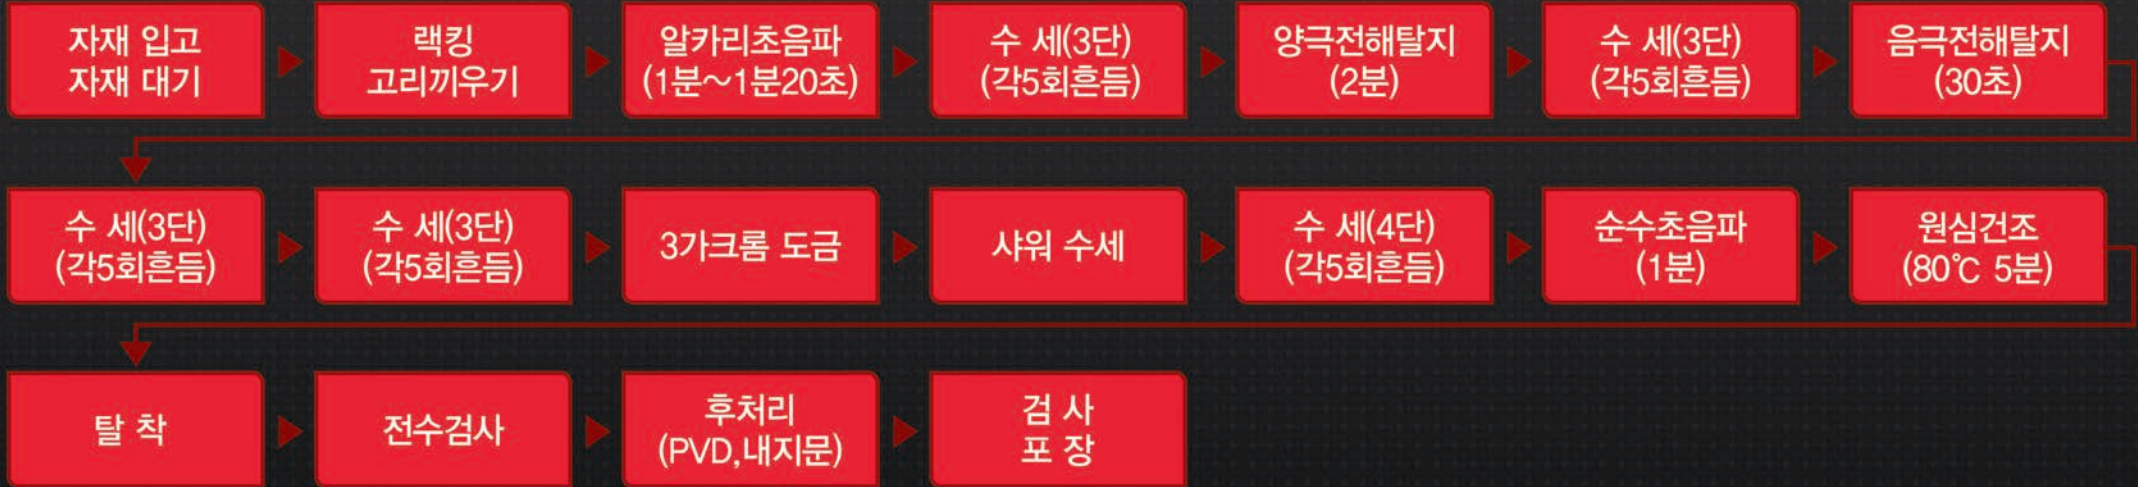 자재 입고
자재 대기
랙킹
고리끼우기
알카리초음파
(1분~1분20초)
수 세(3단)
(각5회흔듬)
양극전해탈지
(2분)
수 세(3단)
(각5회흔듬)
음극전해탈지
(30초)
수 세(3단)
(각5회흔듬)
수 세(3단)
(각5회흔듬)
3가크롬 도금
샤워 수세
수 세(4단)
(각5회흔듬)
순수초음파
(1분)
원심건조
(80℃ 5분)
탈 착
전수검사
후처리
(PVD,내지문)
검 사
포 장